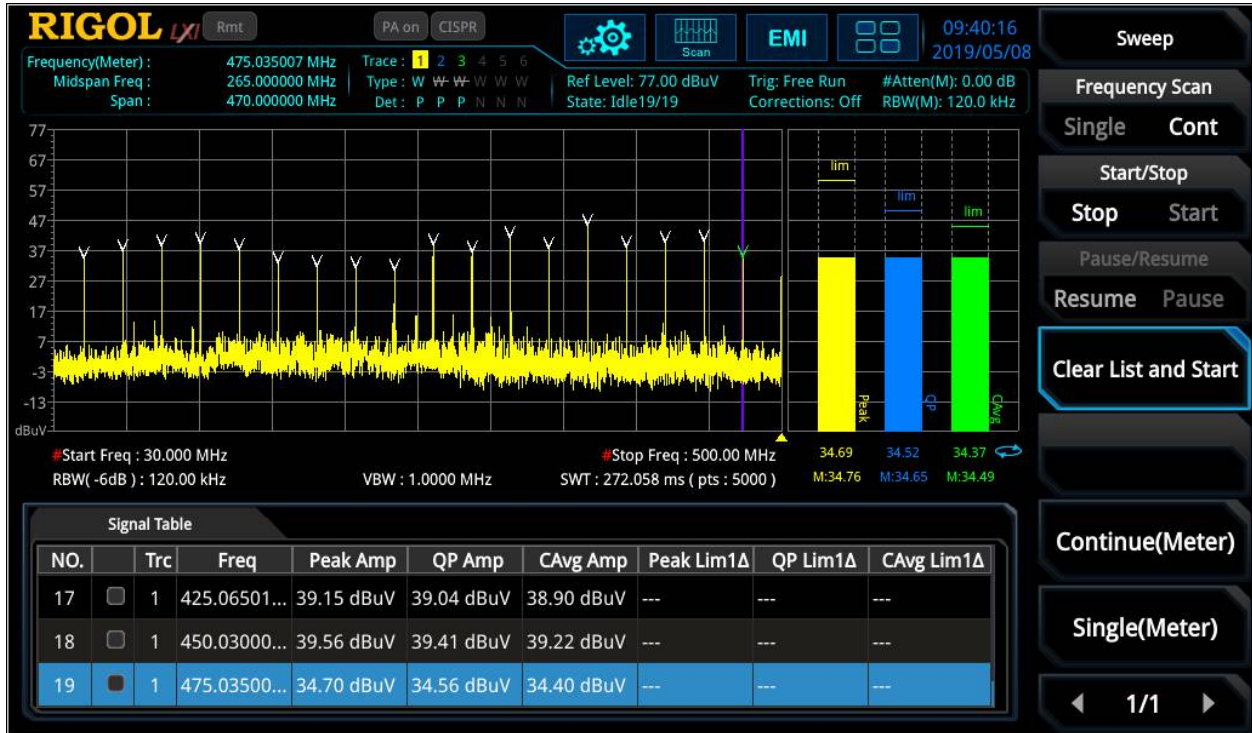 RIGOL LXI Rmt PA on CISPR Scan EMI 09:40:16
2019/05/08
Frequency(Meter) : 475.035007 MHz Trace : 1 2 3 4 5 6
Midspan Freq : 265.000000 MHz Type : W W W W W W Ref Level: 77.00 dBuV Trig: Free Run #Atten(M): 0.00 dB
Span : 470.000000 MHz Det : P P P N N N State: Idle19/19 Corrections: Off RBW(M): 120.0 kHz
77
67
57
47
37
27
17
7
-3
-13
dBuV
lim
lim
lim
Peak
QP
CAvg
#Start Freq : 30.000 MHz #Stop Freq : 500.00 MHz 34.69 34.52 34.37
RBW( -6dB ) : 120.00 kHz VBW : 1.0000 MHz SWT : 272.058 ms ( pts : 5000 ) M:34.76 M:34.65 M:34.49
Signal Table
NO. Trc Freq Peak Amp QP Amp CAvg Amp Peak Lim1Δ QP Lim1Δ CAvg Lim1Δ
17 1 425.06501... 39.15 dBuV 39.04 dBuV 38.90 dBuV --- --- ---
18 1 450.03000... 39.56 dBuV 39.41 dBuV 39.22 dBuV --- --- ---
19 1 475.03500... 34.70 dBuV 34.56 dBuV 34.40 dBuV --- --- ---
Sweep
Frequency Scan
Single Cont
Start/Stop
Stop Start
Pause/Resume
Resume Pause
Clear List and Start
Continue(Meter)
Single(Meter)
1/1